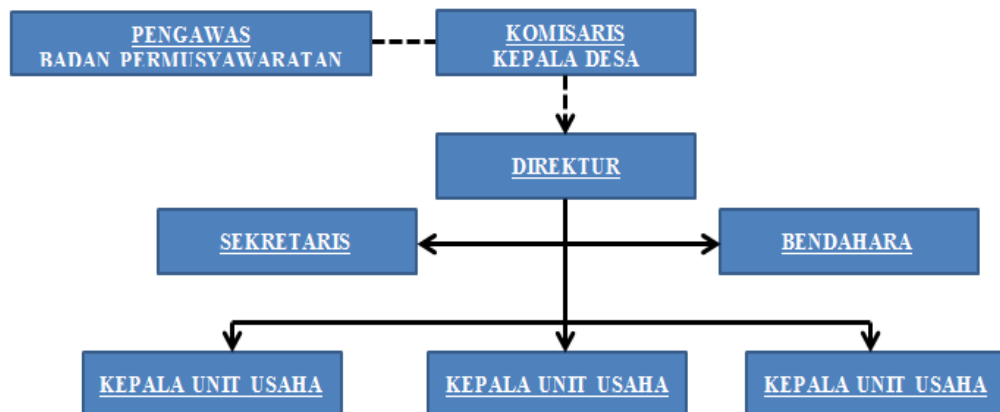 PENGAWAS
BADAN PERMUSYAWARATAN
KOMISARIS
KEPALA DESA
DIREKTUR
SEKRETARIS
BENDAHARA
KEPALA UNIT USAHA
KEPALA UNIT USAHA
KEPALA UNIT USAHA